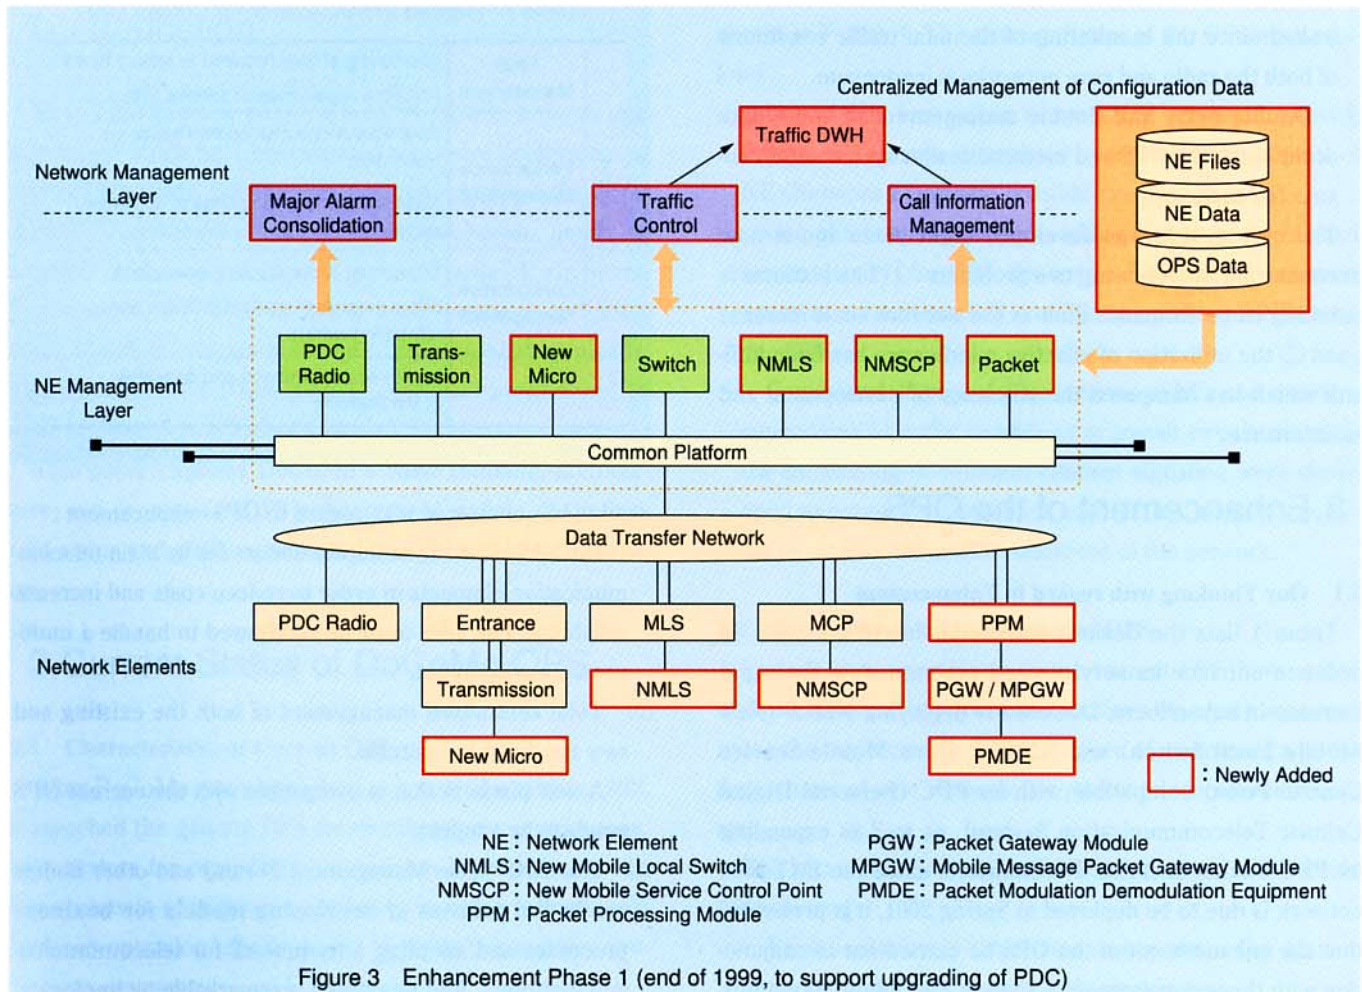 Centralized Management of Configuration Data
Traffic DWH
NE Files
NE Data
OPS Data
Network Management
Layer
Major Alarm
Consolidation
Traffic
Control
Call Information
Management
NE Management
Layer
PDC
Radio
Trans-
mission
New
Micro
Switch
NMLS
NMSCP
Packet
Common Platform
Data Transfer Network
Network Elements
PDC Radio
Entrance
MLS
MCP
PPM
Transmission
NMLS
NMSCP
PGW / MPGW
New Micro
PMDE
: Newly Added
NE : Network Element
NMLS : New Mobile Local Switch
NMSCP : New Mobile Service Control Point
PPM : Packet Processing Module
PGW : Packet Gateway Module
MPGW : Mobile Message Packet Gateway Module
PMDE : Packet Modulation Demodulation Equipment
Figure 3 Enhancement Phase 1 (end of 1999, to support upgrading of PDC)